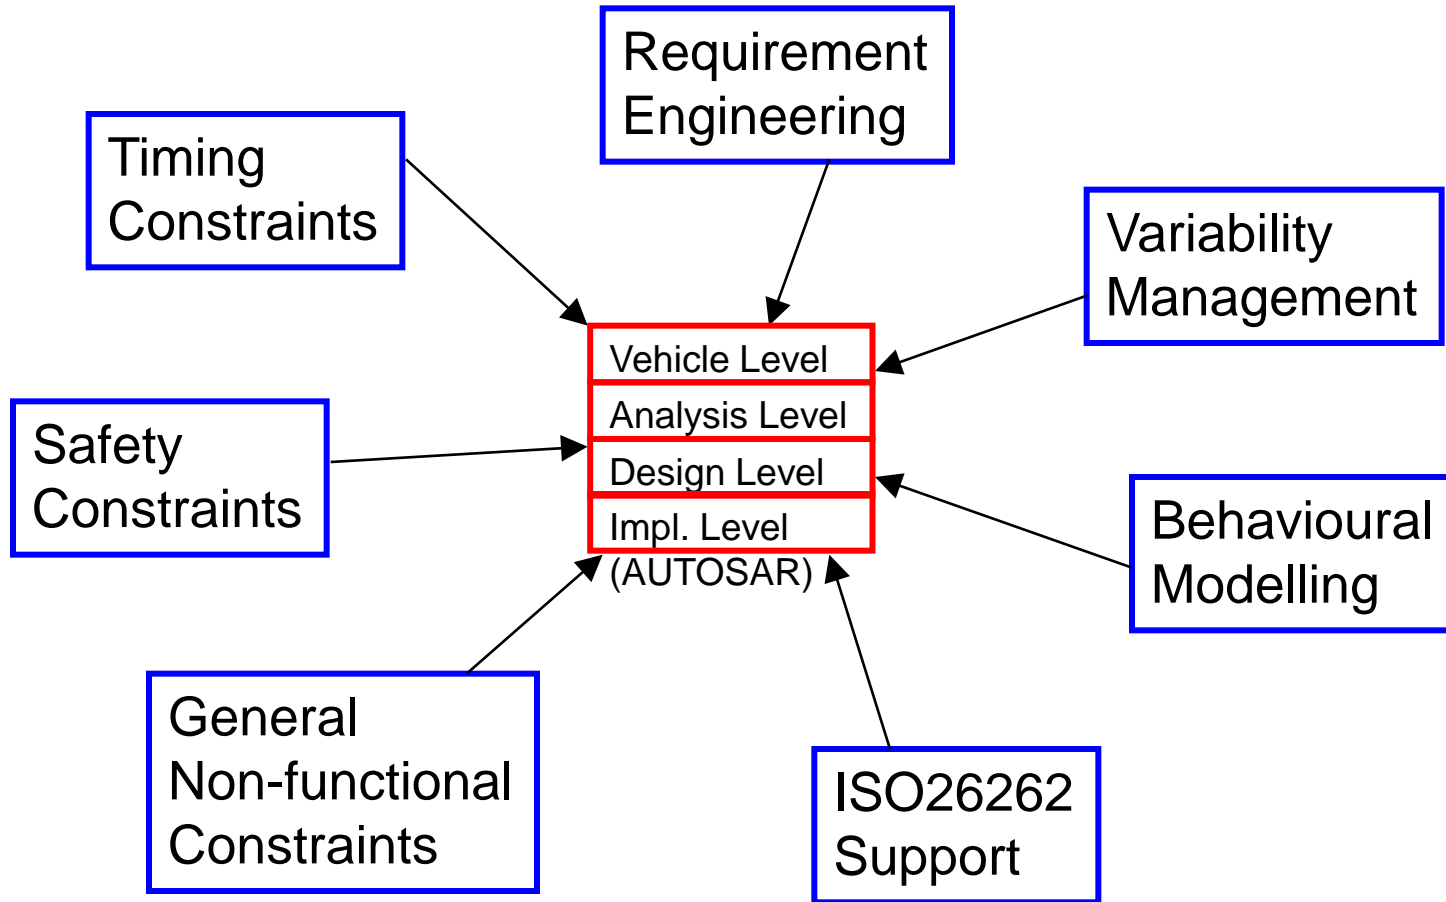 Requirement
Engineering
Timing
Constraints
Variability
Management
Vehicle Level
Analysis Level
Design Level
Impl. Level
(AUTOSAR)
Safety
Constraints
Behavioural
Modelling
General
Non-functional
Constraints
ISO26262
Support